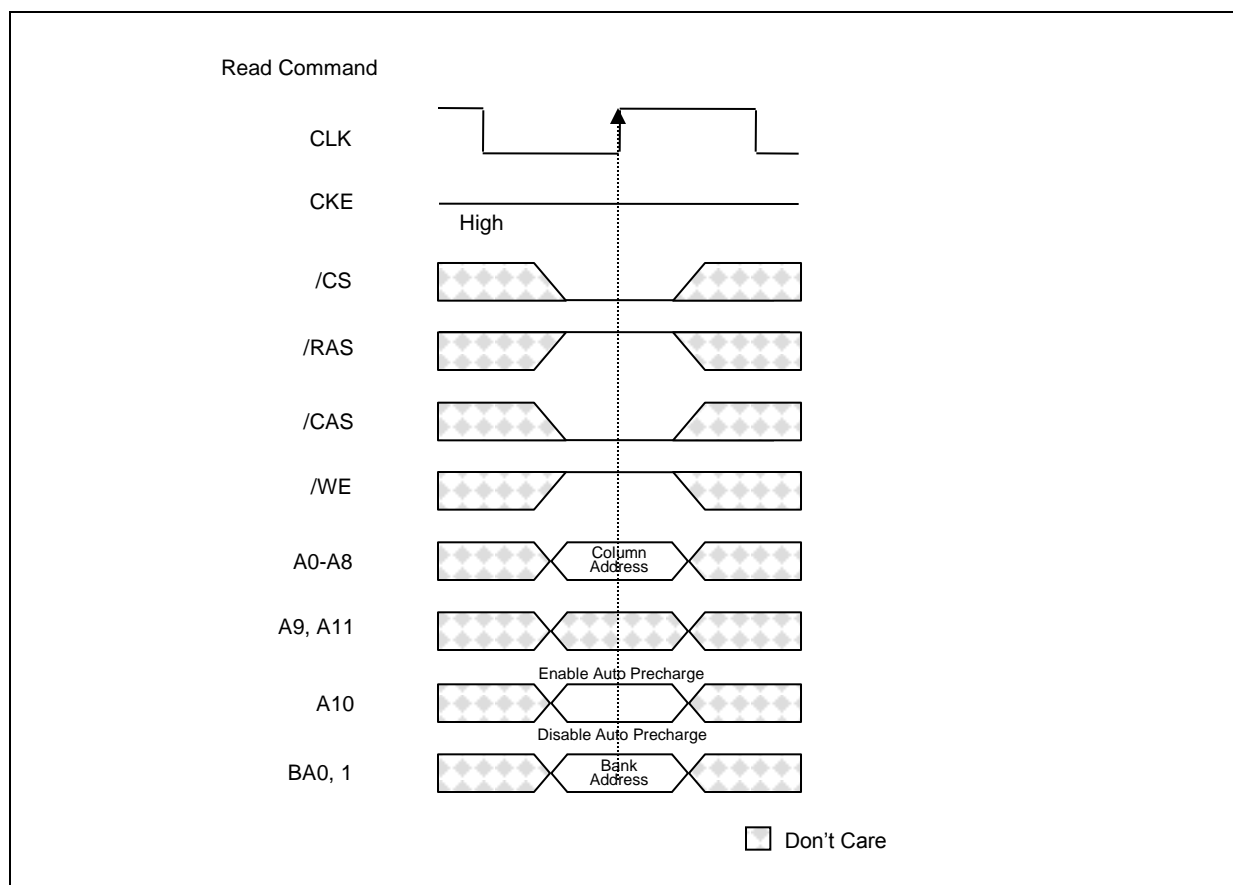 Read Command
CLK
CKE
High
/CS
/RAS
/CAS
/WE
A0-A8
Column
Address
A9, A11
Enable Auto Precharge
A10
Disable Auto Precharge
BA0, 1
Bank
Address
Don't Care